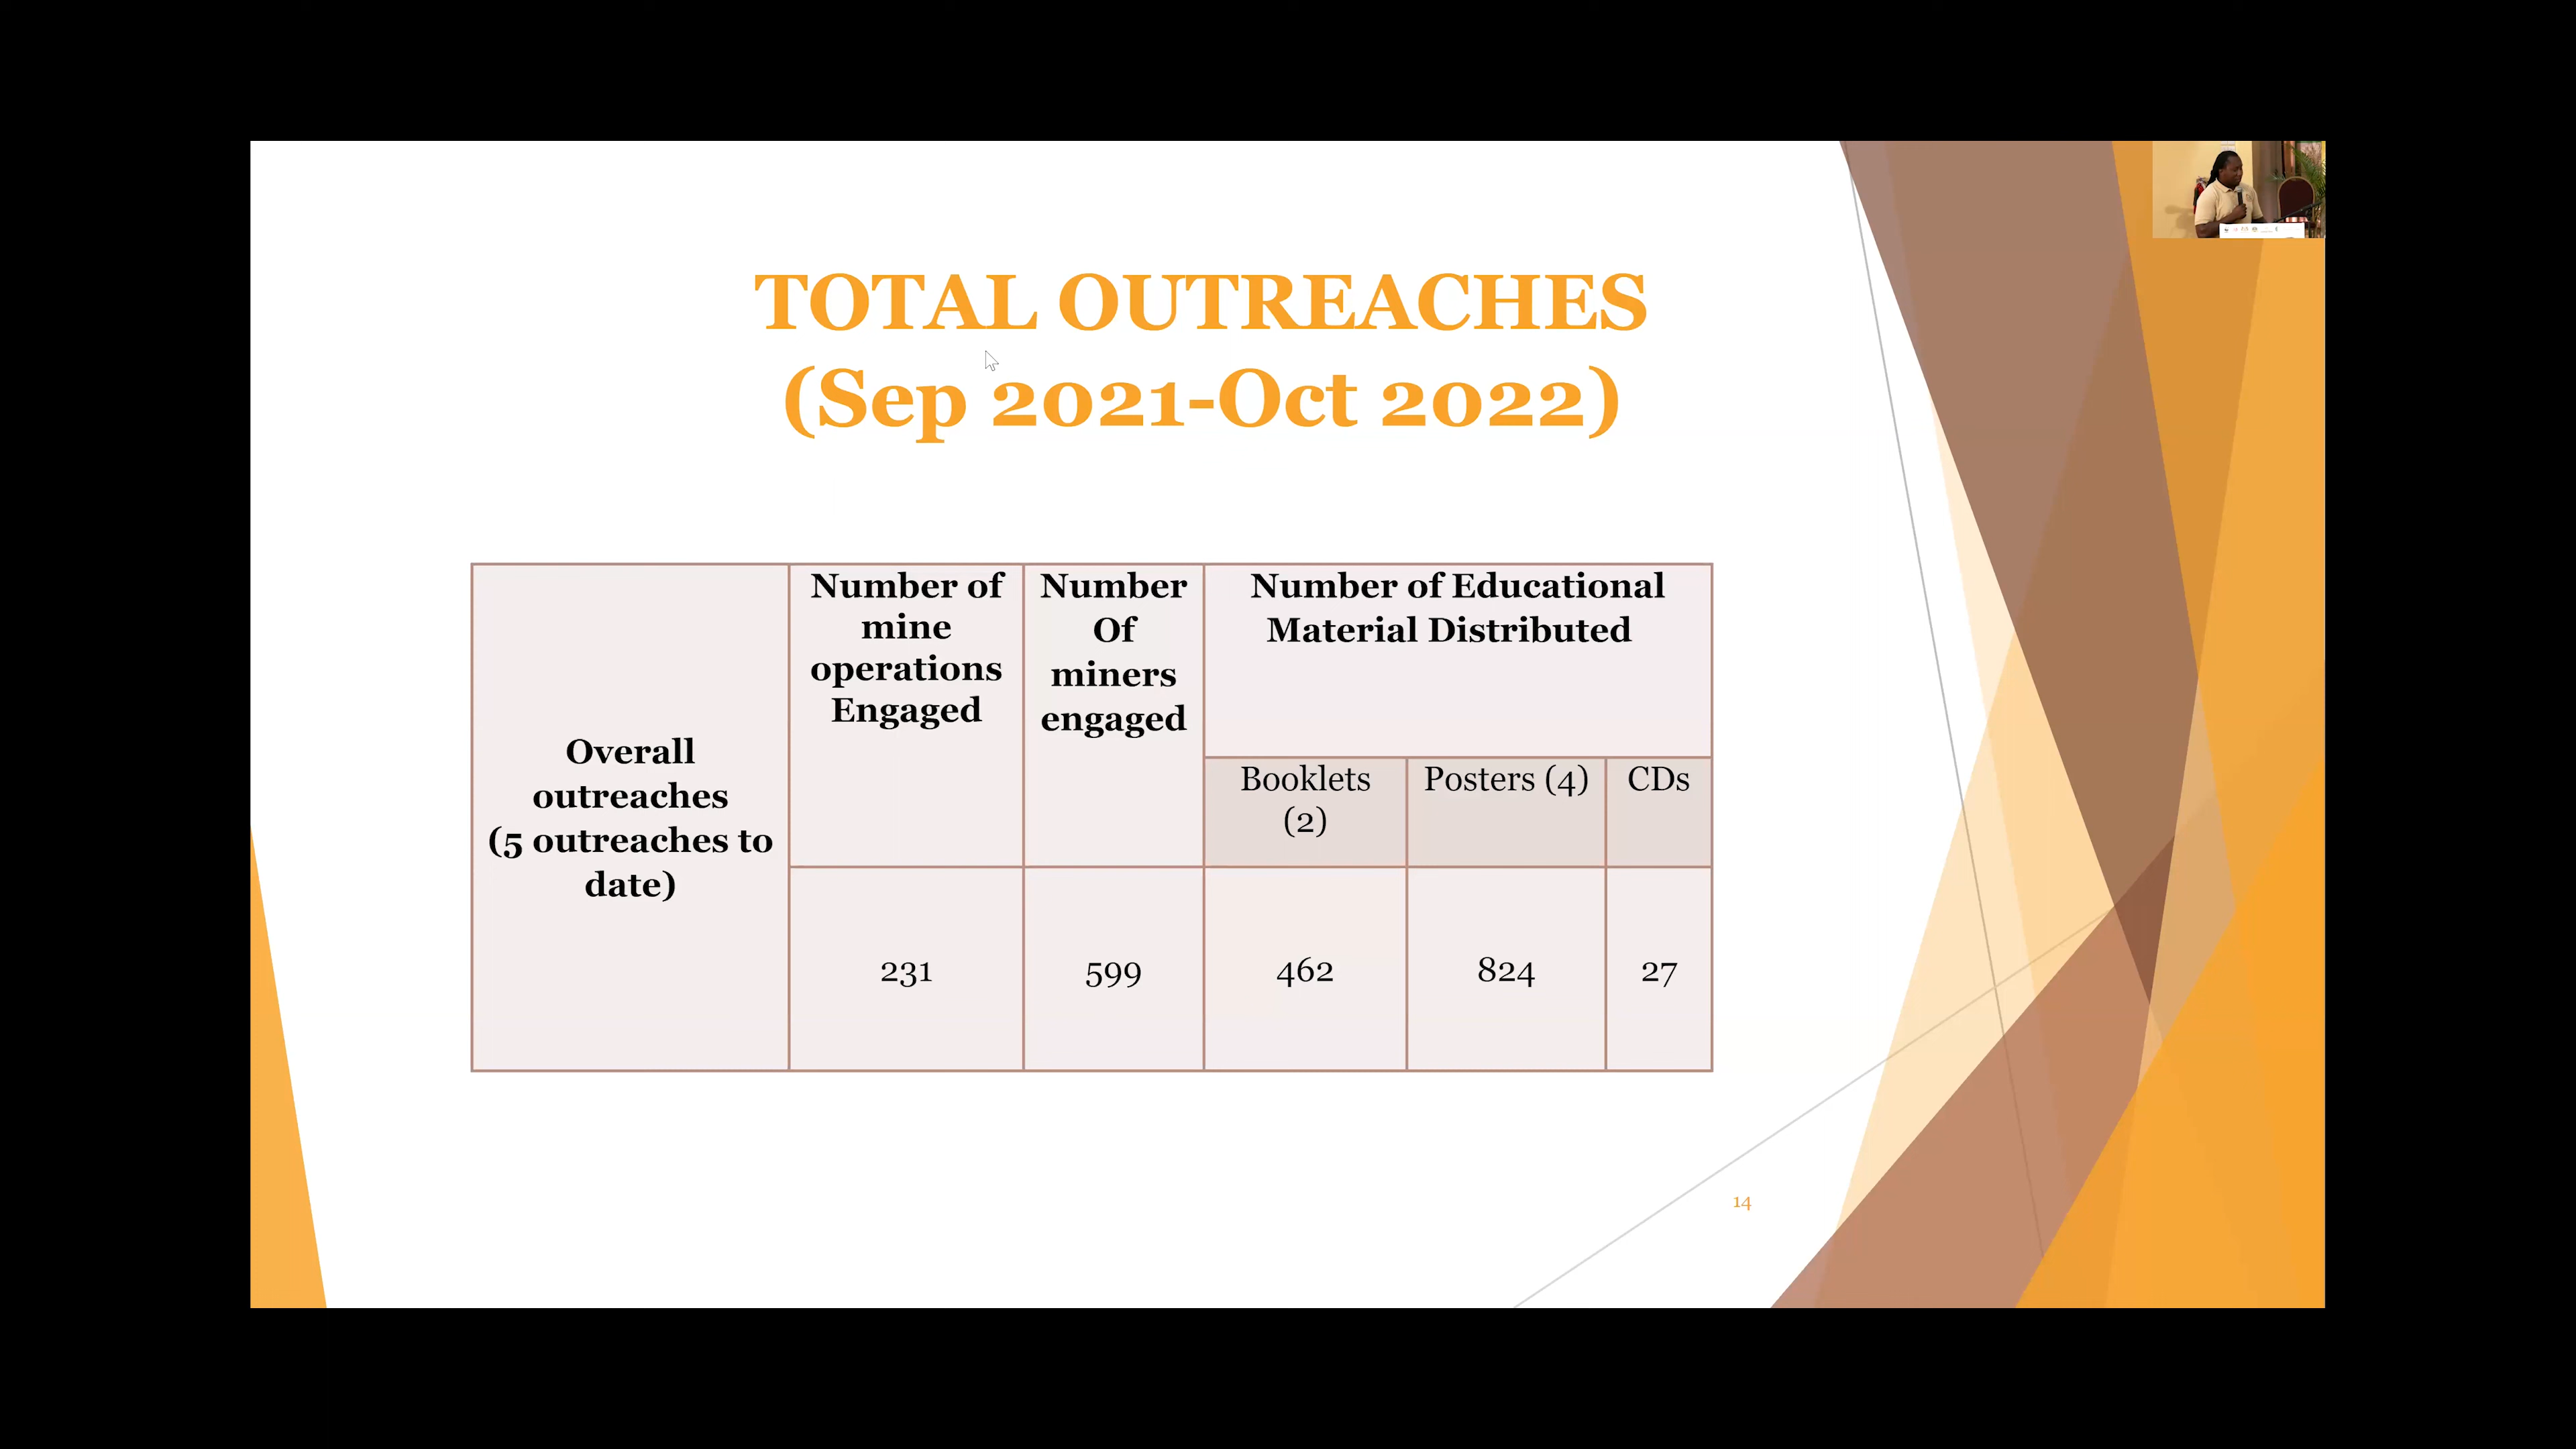 TOTAL OUTREACHES
(Sep 2021-Oct 2022)
Overall
outreaches
(5 outreaches to
date)
Number of
mine
operations
Engaged
Number
Of
miners
engaged
Number of Educational
Material Distributed
Booklets
(2)
Posters (4)
CDs
231
599
462
824
27
14